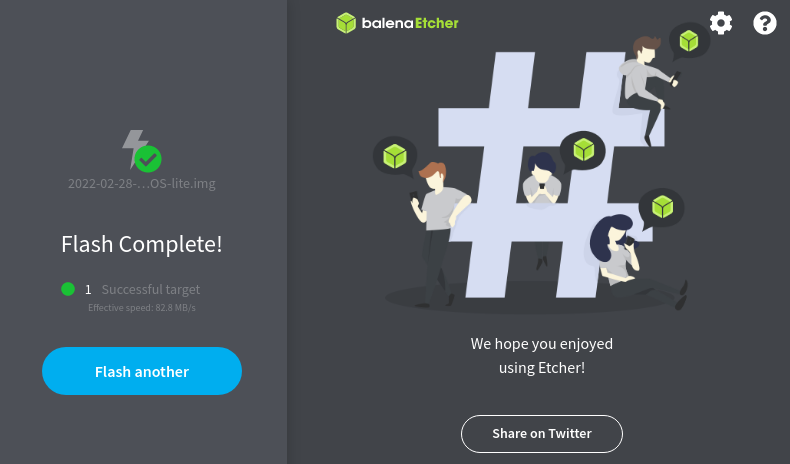 balenaEtcher
2022-02-28-...OS-lite.img
Flash Complete!
1 Successful target
Effective speed: 82.8 MB/s
Flash another
#
We hope you enjoyed
using Etcher!
Share on Twitter